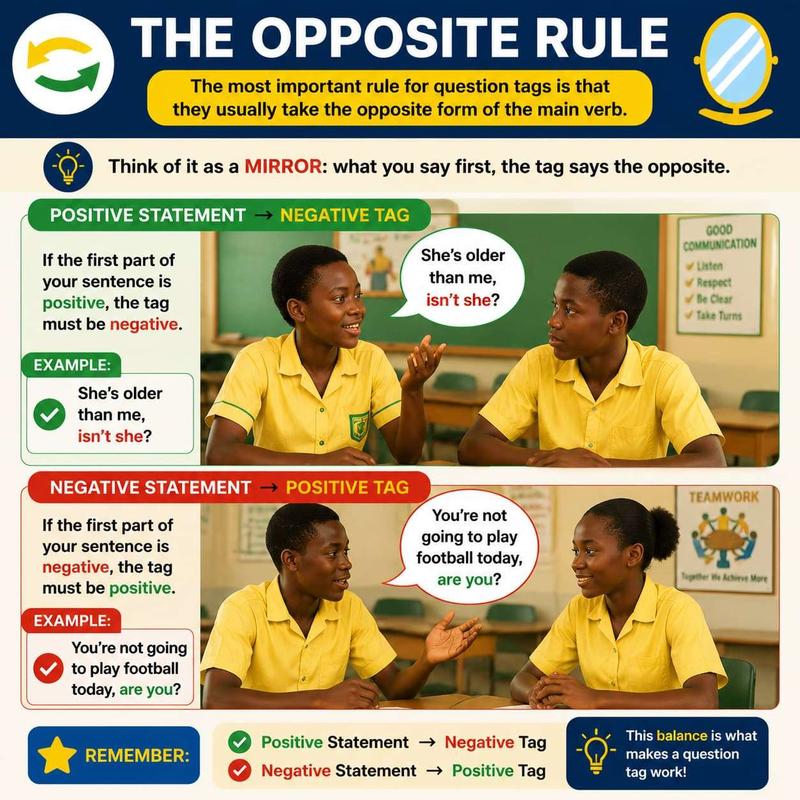 THE OPPOSITE RULE
The most important rule for question tags is that
they usually take the opposite form of the main verb.
Think of it as a MIRROR: what you say first, the tag says the opposite.
POSITIVE STATEMENT → NEGATIVE TAG
If the first part of
your sentence is
positive, the tag
must be negative.
EXAMPLE:
She's older
than me,
isn't she?
She's older
than me,
isn't she?
GOOD
COMMUNICATION
Listen
Respect
Be Clear
Take Turns
NEGATIVE STATEMENT → POSITIVE TAG
If the first part of
your sentence is
negative, the tag
must be positive.
EXAMPLE:
You're not going
to play football
today, are you?
You're not
going to play
football today,
are you?
TEAMWORK
Together We Achieve More
REMEMBER:
Positive Statement → Negative Tag
Negative Statement → Positive Tag
This balance is what
makes a question
tag work!